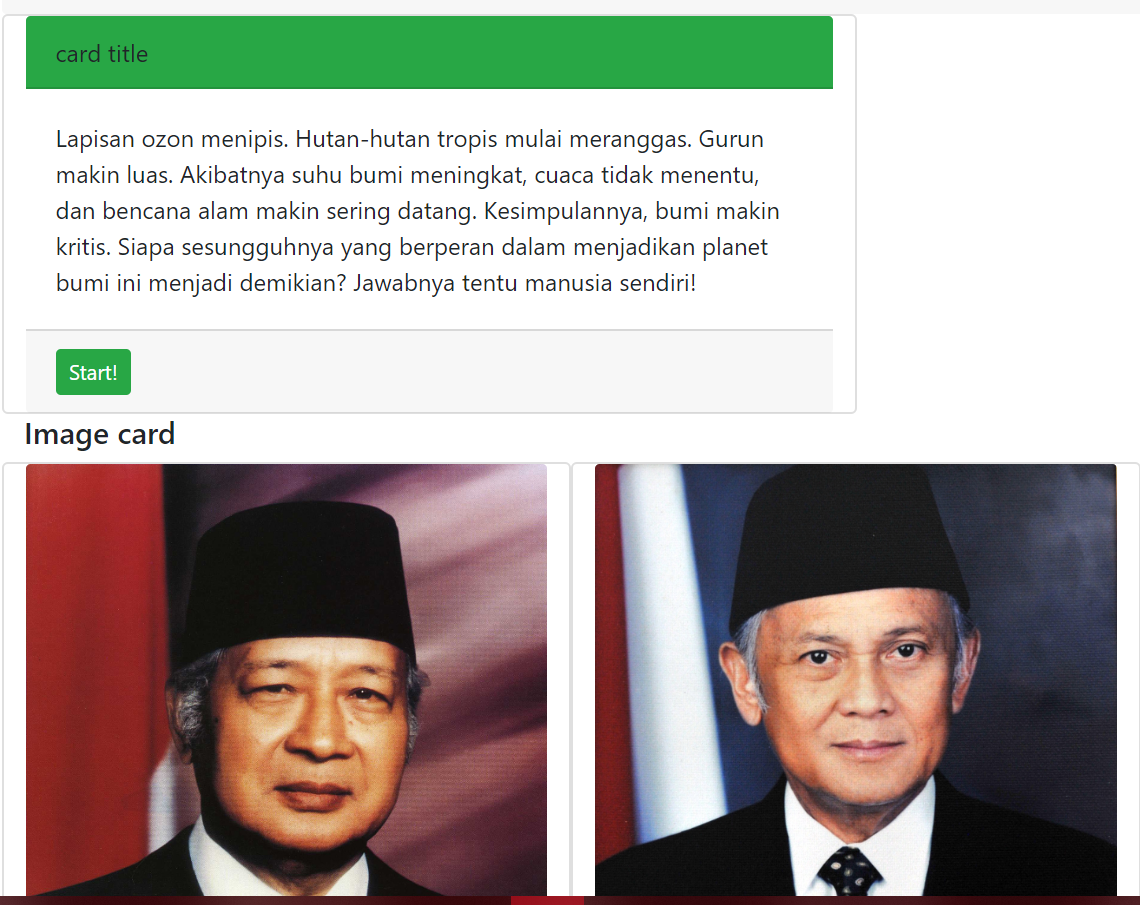 card title
Lapisan ozon menipis. Hutan-hutan tropis mulai meranggas. Gurun
makin luas. Akibatnya suhu bumi meningkat, cuaca tidak menentu,
dan bencana alam makin sering datang. Kesimpulannya, bumi makin
kritis. Siapa sesungguhnya yang berperan dalam menjadikan planet
bumi ini menjadi demikian? Jawabnya tentu manusia sendiri!
Start!
Image card